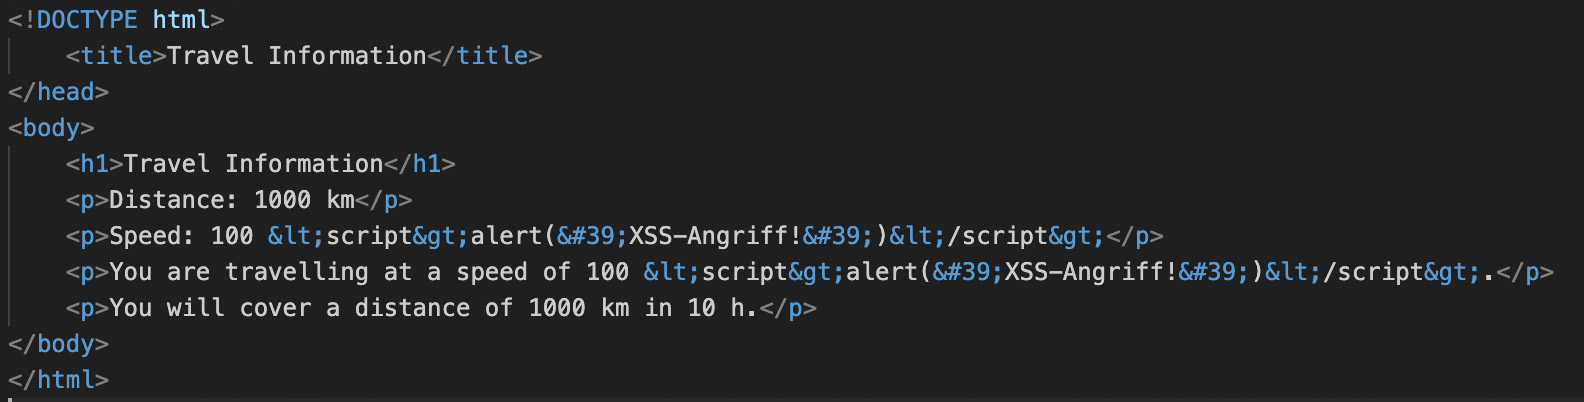 <!DOCTYPE html>
    <title>Travel Information</title>
</head>
<body>
    <h1>Travel Information</h1>
    <p>Distance: 1000 km</p>
    <p>Speed: 100 &lt;script&gt;alert(&#39;XSS-Angriff!&#39;)&lt;/script&gt;</p>
    <p>You are travelling at a speed of 100 &lt;script&gt;alert(&#39;XSS-Angriff!&#39;)&lt;/script&gt;.</p>
    <p>You will cover a distance of 1000 km in 10 h.</p>
</body>
</html>